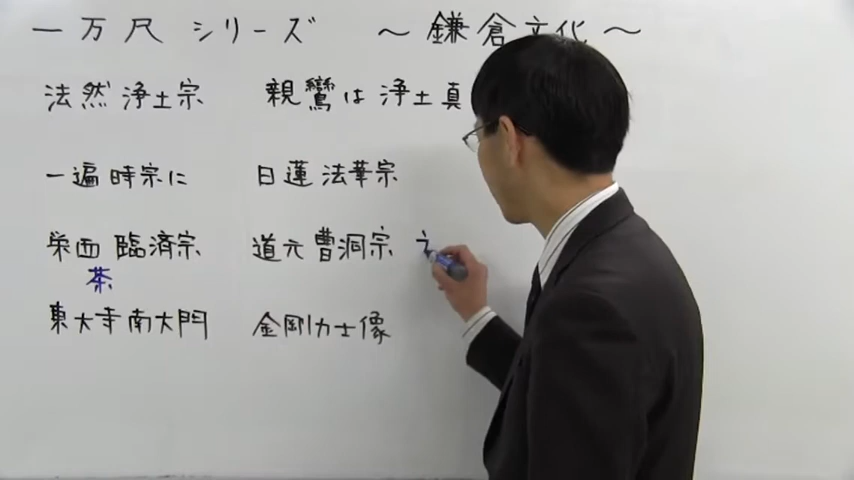 一万尺 シリーズ ～鎌倉文化～
法然 浄土宗 親鸞は 浄土真
一遍 時宗に 日蓮 法華宗
栄西 臨済宗 道元 曹洞宗
茶
東大寺南大門 金剛力士像